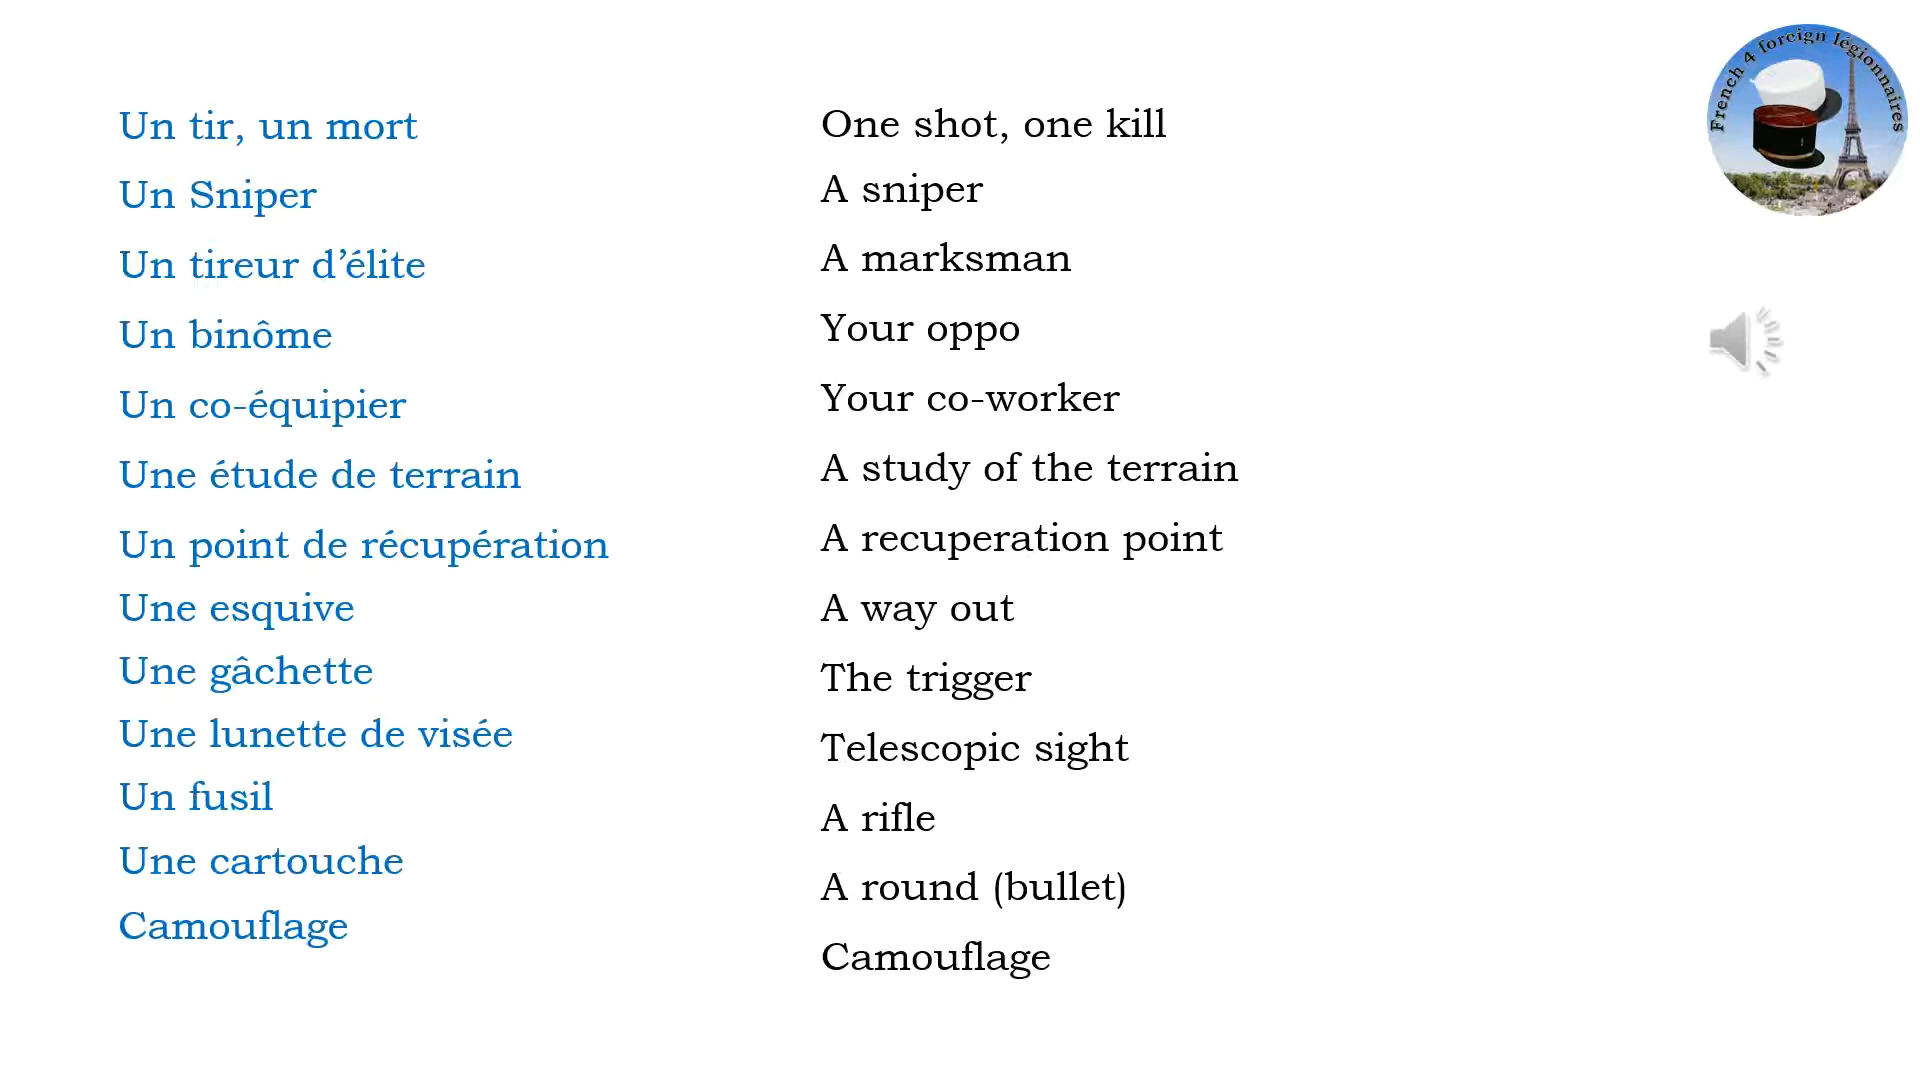 French 4 foreign légionnaires
Un tir, un mort
Un Sniper
Un tireur d’élite
Un binôme
Un co-équipier
Une étude de terrain
Un point de récupération
Une esquive
Une gâchette
Une lunette de visée
Un fusil
Une cartouche
Camouflage
One shot, one kill
A sniper
A marksman
Your oppo
Your co-worker
A study of the terrain
A recuperation point
A way out
The trigger
Telescopic sight
A rifle
A round (bullet)
Camouflage